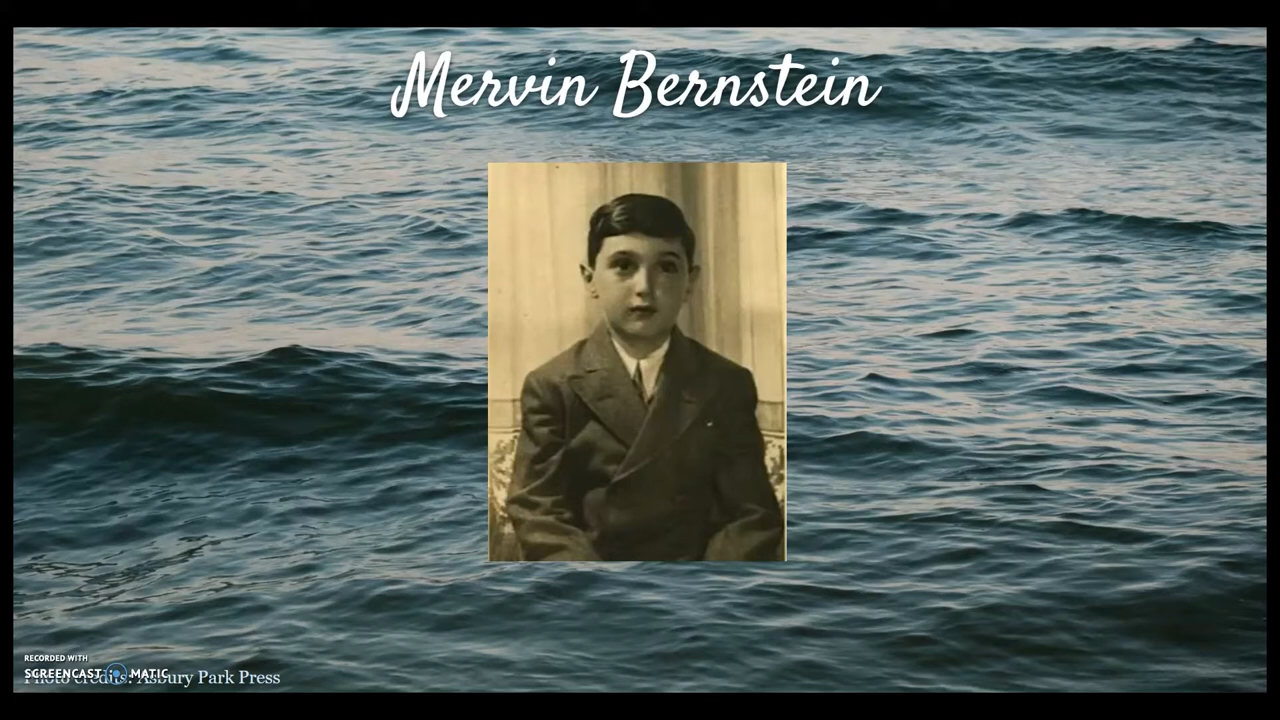 Mervin Bernstein
RECORDED WITH
SCREENCAST MATIC
Photo credits: Asbury Park Press